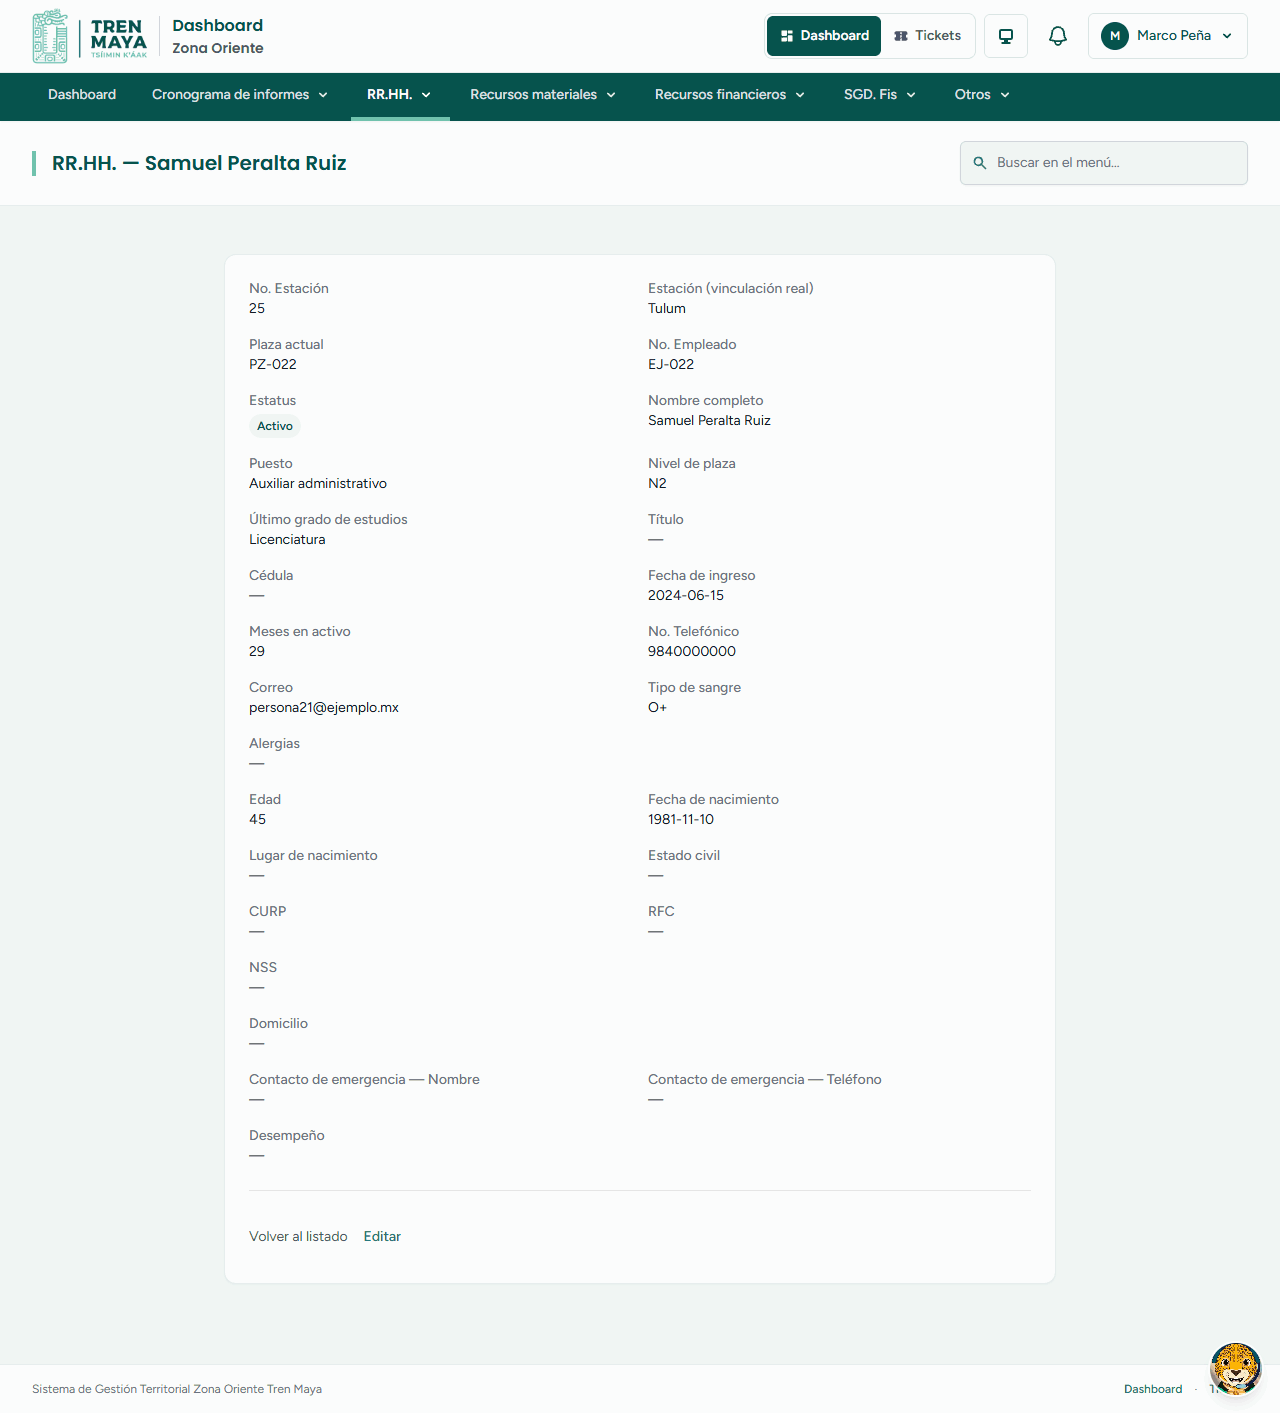 TREN
MAYA
TSÍIMIN K'ÁAK
Dashboard
Zona Oriente
Dashboard
Tickets
M
Marco Peña
Dashboard
Cronograma de informes
RR.HH.
Recursos materiales
Recursos financieros
SGD. Fis
Otros
RR.HH. — Samuel Peralta Ruiz
Buscar en el menú...
No. Estación
25
Estación (vinculación real)
Tulum
Plaza actual
PZ-022
No. Empleado
EJ-022
Estatus
Activo
Nombre completo
Samuel Peralta Ruiz
Puesto
Auxiliar administrativo
Nivel de plaza
N2
Último grado de estudios
Licenciatura
Título
—
Cédula
—
Fecha de ingreso
2024-06-15
Meses en activo
29
No. Telefónico
9840000000
Correo
persona21@ejemplo.mx
Tipo de sangre
O+
Alergias
—
Edad
45
Fecha de nacimiento
1981-11-10
Lugar de nacimiento
—
Estado civil
—
CURP
—
RFC
—
NSS
—
Domicilio
—
Contacto de emergencia — Nombre
—
Contacto de emergencia — Teléfono
—
Desempeño
—
Volver al listado
Editar
Sistema de Gestión Territorial Zona Oriente Tren Maya
Dashboard ·